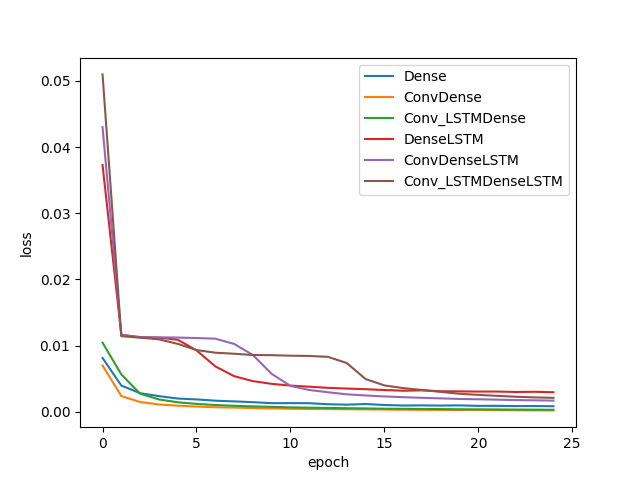 0.05
0.04
0.03
0.02
0.01
0.00
loss
0
5
10
15
20
25
epoch
Dense
ConvDense
Conv_LSTMDense
DenseLSTM
ConvDenseLSTM
Conv_LSTMDenseLSTM